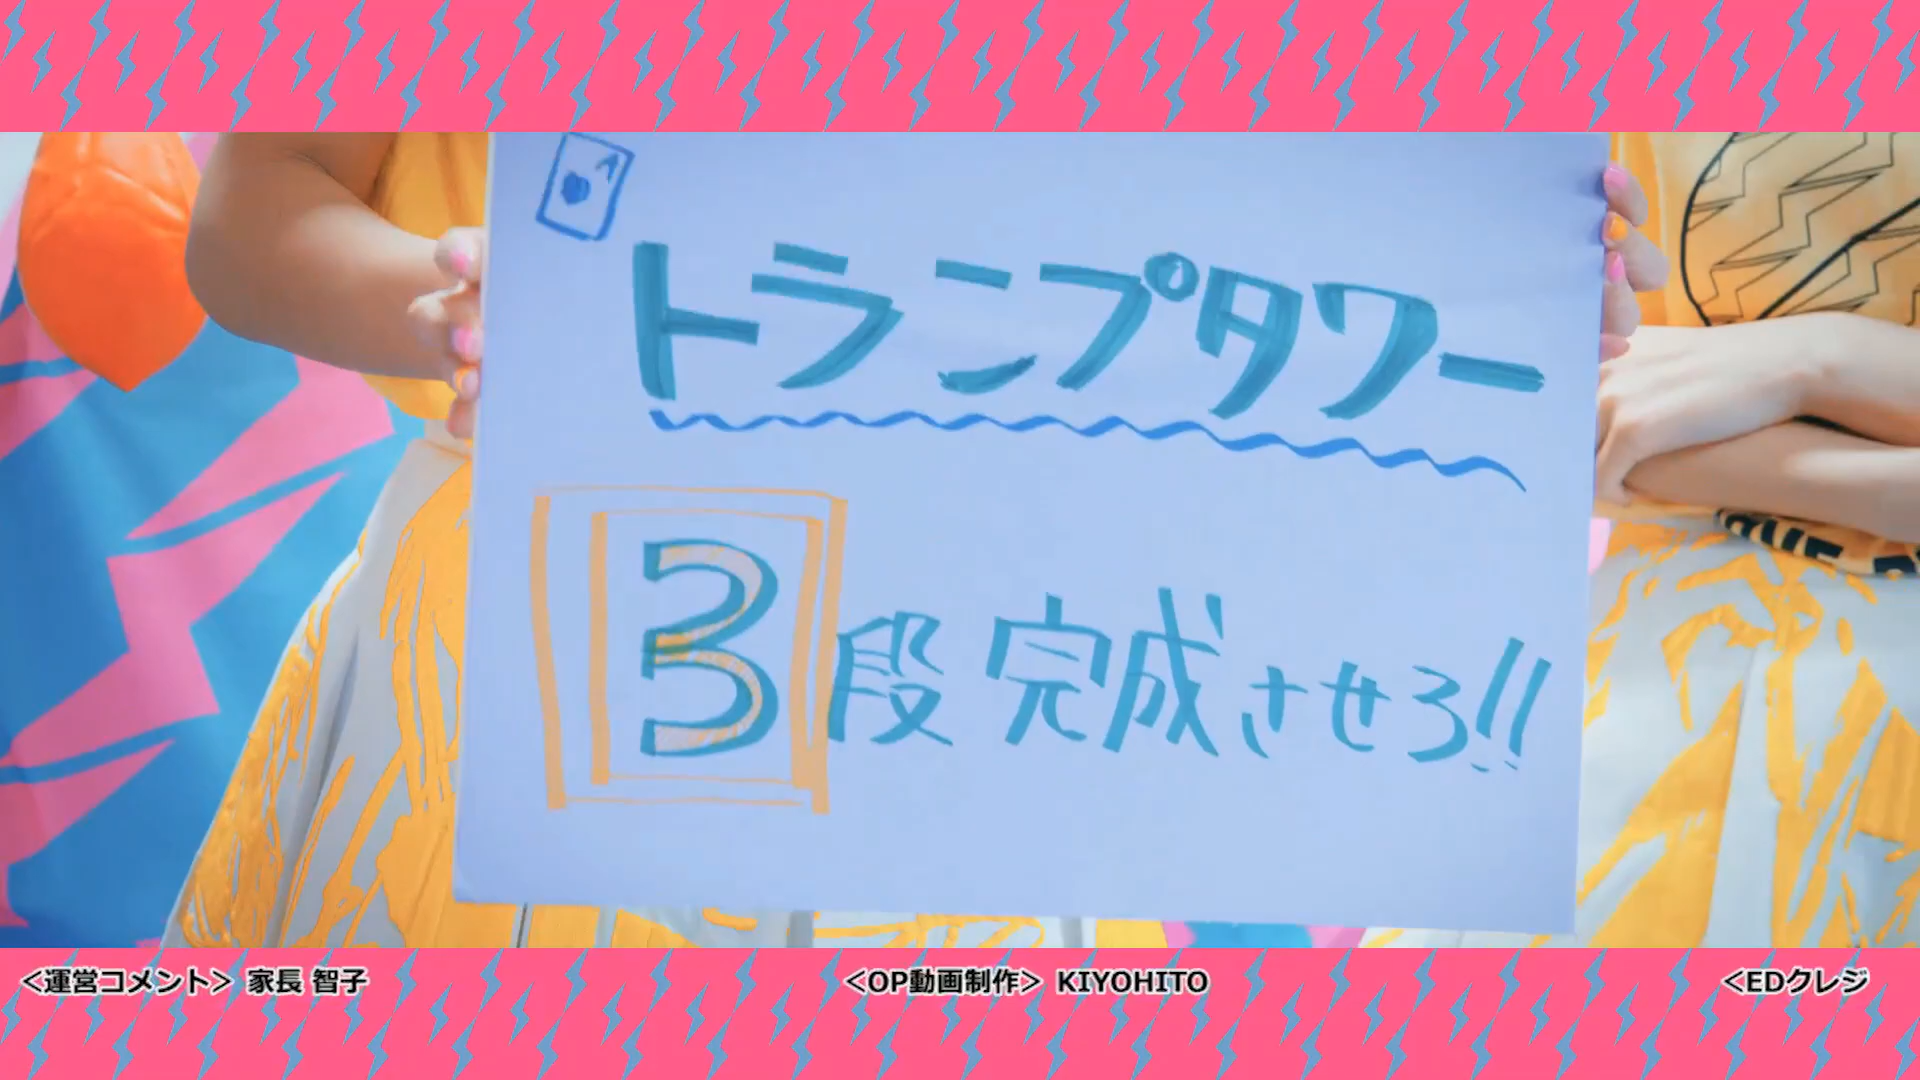 A
トランプタワー
3段完成させろ!!
<運営コメント> 家長 智子
<OP動画制作> KIYOHITO
<EDクレジ